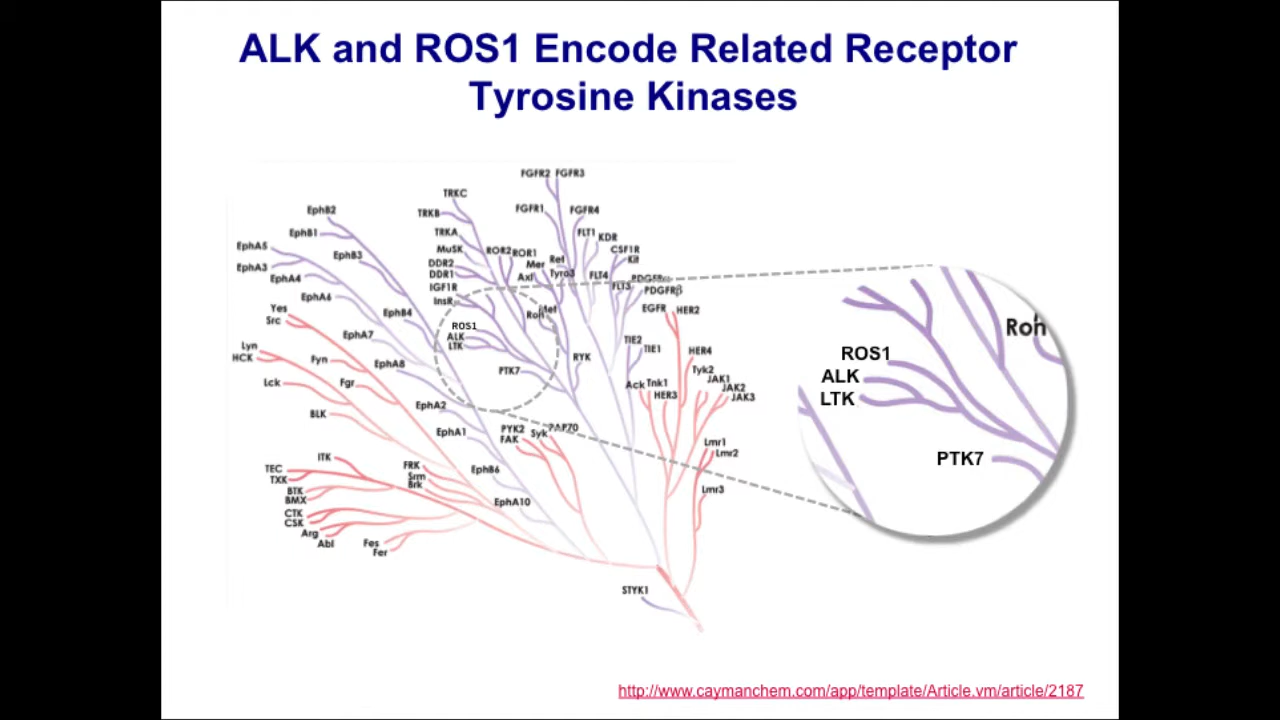 ALK and ROS1 Encode Related Receptor
Tyrosine Kinases
FGFR2 FGFR3
TRKC
EphB2
TRKB
FGFR1
FGFR4
EphB1
TRKA
FLT1
KDR
EphA5
MuSK
ROR2
ROR1
CSF1R
EphB3
Mer
Ret
Kit
EphA3
DDR2
EphA4
DDR1
Axl
Tyro3
FLT4
IGF1R
FLT3
PDGFRβ
EphA6
InsR
Yes
EphB4
Met
EGFR
HER2
Src
Ron
ROS1
EphA7
ALK
TIE2
Lyn
LTK
TIE1
HER4
HCK
Fyn
EphA8
RYK
PTK7
Tyk2
Lck
Fgr
Ack
Tnk1
JAK1
JAK2
HER3
JAK3
EphA2
BLK
EphA1
PYK2
FAK
Syk
Lmr1
ITK
Lmr2
TEC
FRK
EphB6
TXK
Srm
Brk
BTK
Lmr3
BMX
EphA10
CTK
CSK
Arg
Abl
Fes
Fer
STYK1
Ron
ROS1
ALK
LTK
PTK7
http://www.caymanchem.com/app/template/Article.vm/article/2187